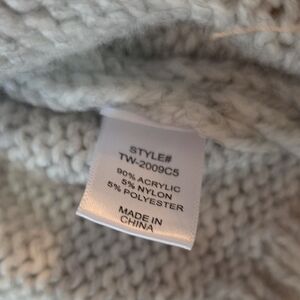 STYLE#
TW-2009C5
90% ACRYLIC
5% NYLON
5% POLYESTER
MADE IN
CHINA